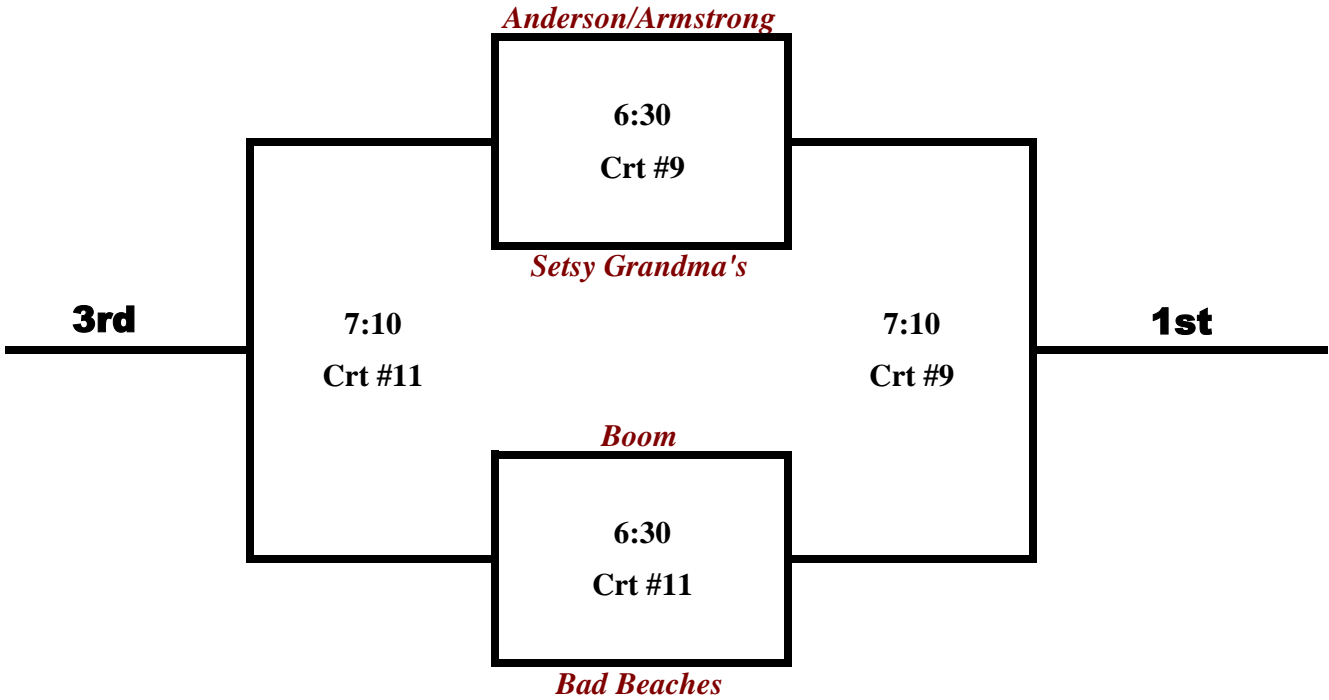 Anderson/Armstrong
6:30
Crt #9
Setsy Grandma's
3rd
7:10
Crt #11
7:10
Crt #9
1st
Boom
6:30
Crt #11
Bad Beaches